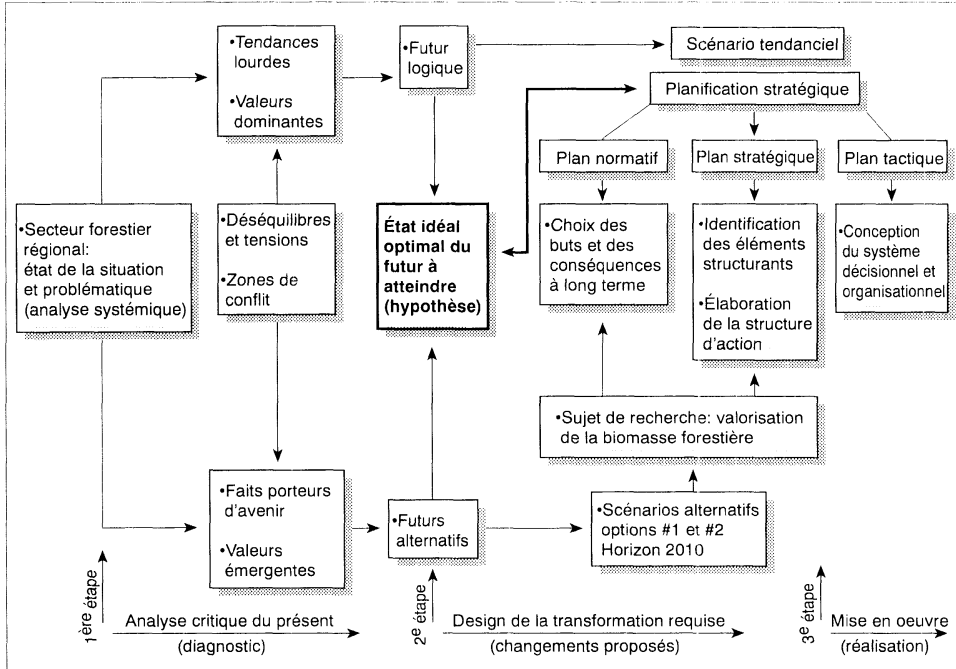 •Tendances
lourdes
•Valeurs
dominantes
•Futur
logique
Scénario tendanciel
Planification stratégique
Plan normatif
Plan stratégique
Plan tactique
•Secteur forestier
régional:
état de la situation
et problématique
(analyse systémique)
•Déséquilibres
et tensions
•Zones de
conflit
État idéal
optimal du
futur à
atteindre
(hypothèse)
•Choix des
buts et des
conséquences
à long terme
•Identification
des éléments
structurants
•Élaboration
de la structure
d'action
•Conception
du système
décisionnel et
organisationnel
•Sujet de recherche: valorisation
de la biomasse forestière
•Faits porteurs
d'avenir
•Valeurs
émergentes
•Futurs
alternatifs
•Scénarios alternatifs
options #1 et #2
Horizon 2010
1ère étape
Analyse critique du présent
(diagnostic)
2e étape
Design de la transformation requise
(changements proposés)
3e étape
Mise en oeuvre
(réalisation)